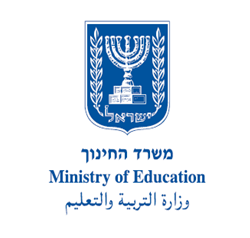 ישראל
משרד החינוך
Ministry of Education
وزارة التربية والتعليم